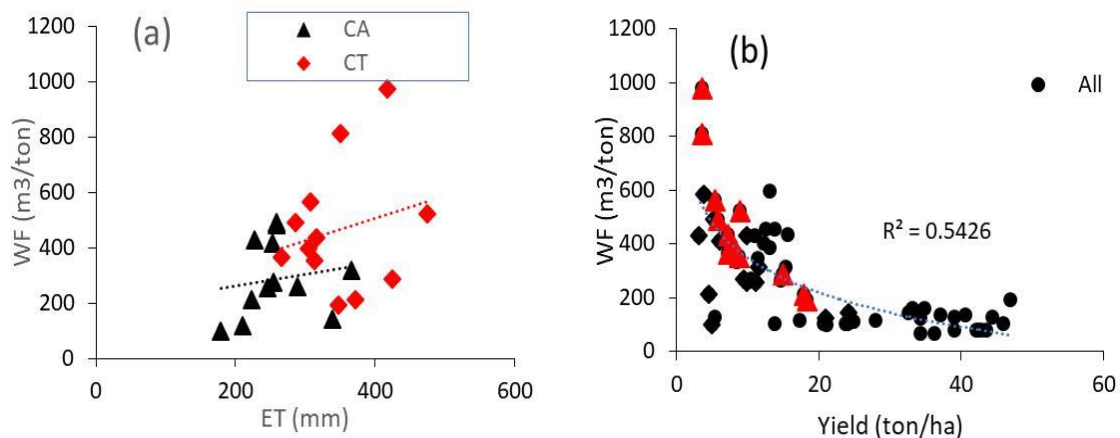 (a)
CA
CT
1200
1000
800
600
400
200
0
WF (m3/ton)
0 200 400 600
ET (mm)
(b)
All
1200
1000
800
600
400
200
0
WF (m3/ton)
R² = 0.5426
0 20 40 60
Yield (ton/ha)